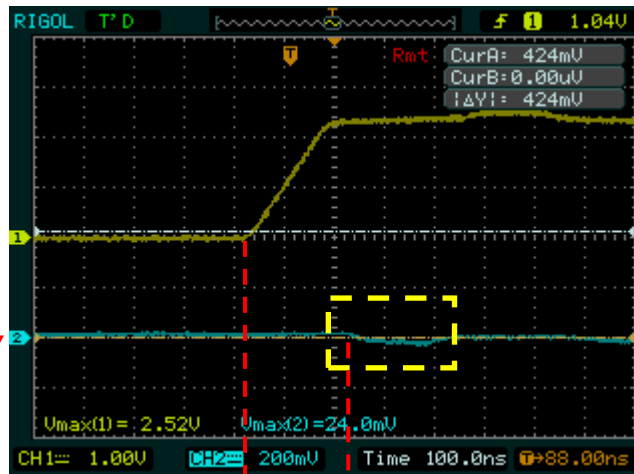 RIGOL T'D T f 1 1.04V
T Rmt CurA: 424mV
CurB:0.00uV
|ΔY|: 424mV
1
2
Vmax(1)= 2.52V Vmax(2)=24.0mV
CH1 1.00V CH2 200mV Time 100.0ns T→88.00ns